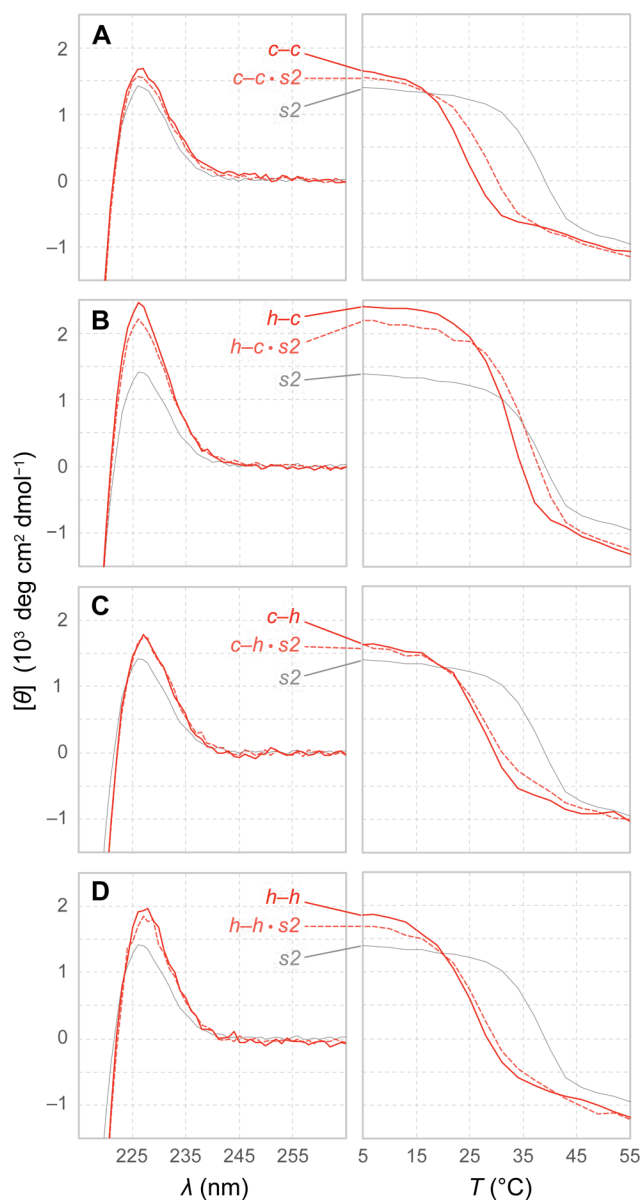 A
2
1
0
−1
c–c
c–c • s2
s2
B
2
1
0
−1
h–c
h–c • s2
s2
C
2
1
0
−1
c–h
c–h • s2
s2
D
2
1
0
−1
h–h
h–h • s2
s2
[θ] (10³ deg cm² dmol⁻¹)
225 235 245 255
5 15 25 35 45 55
λ (nm)
T (°C)